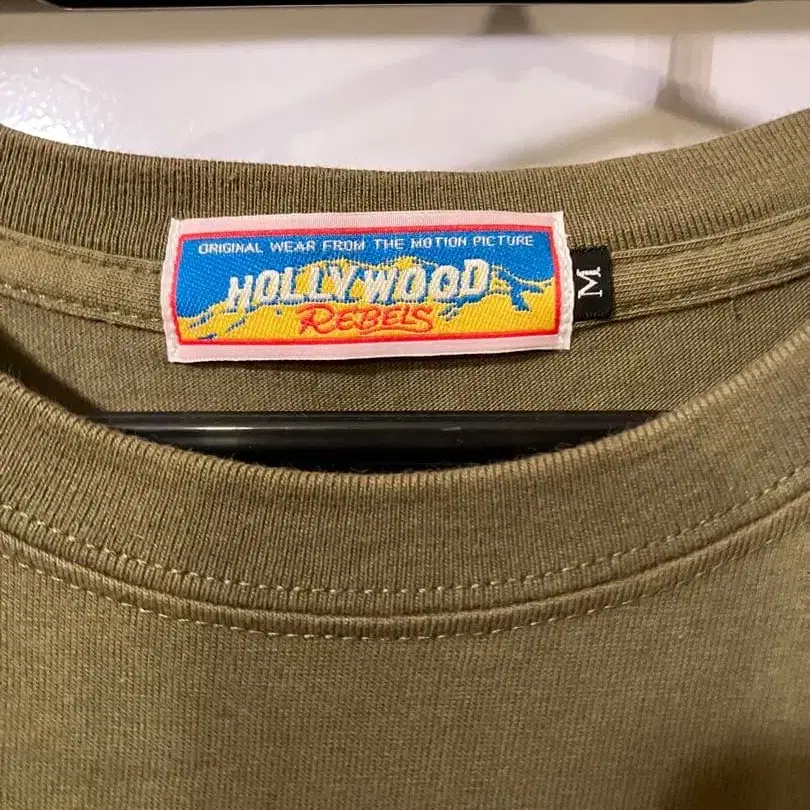 ORIGINAL WEAR FROM THE MOTION PICTURE
HOLLYWOOD
REBELS
M